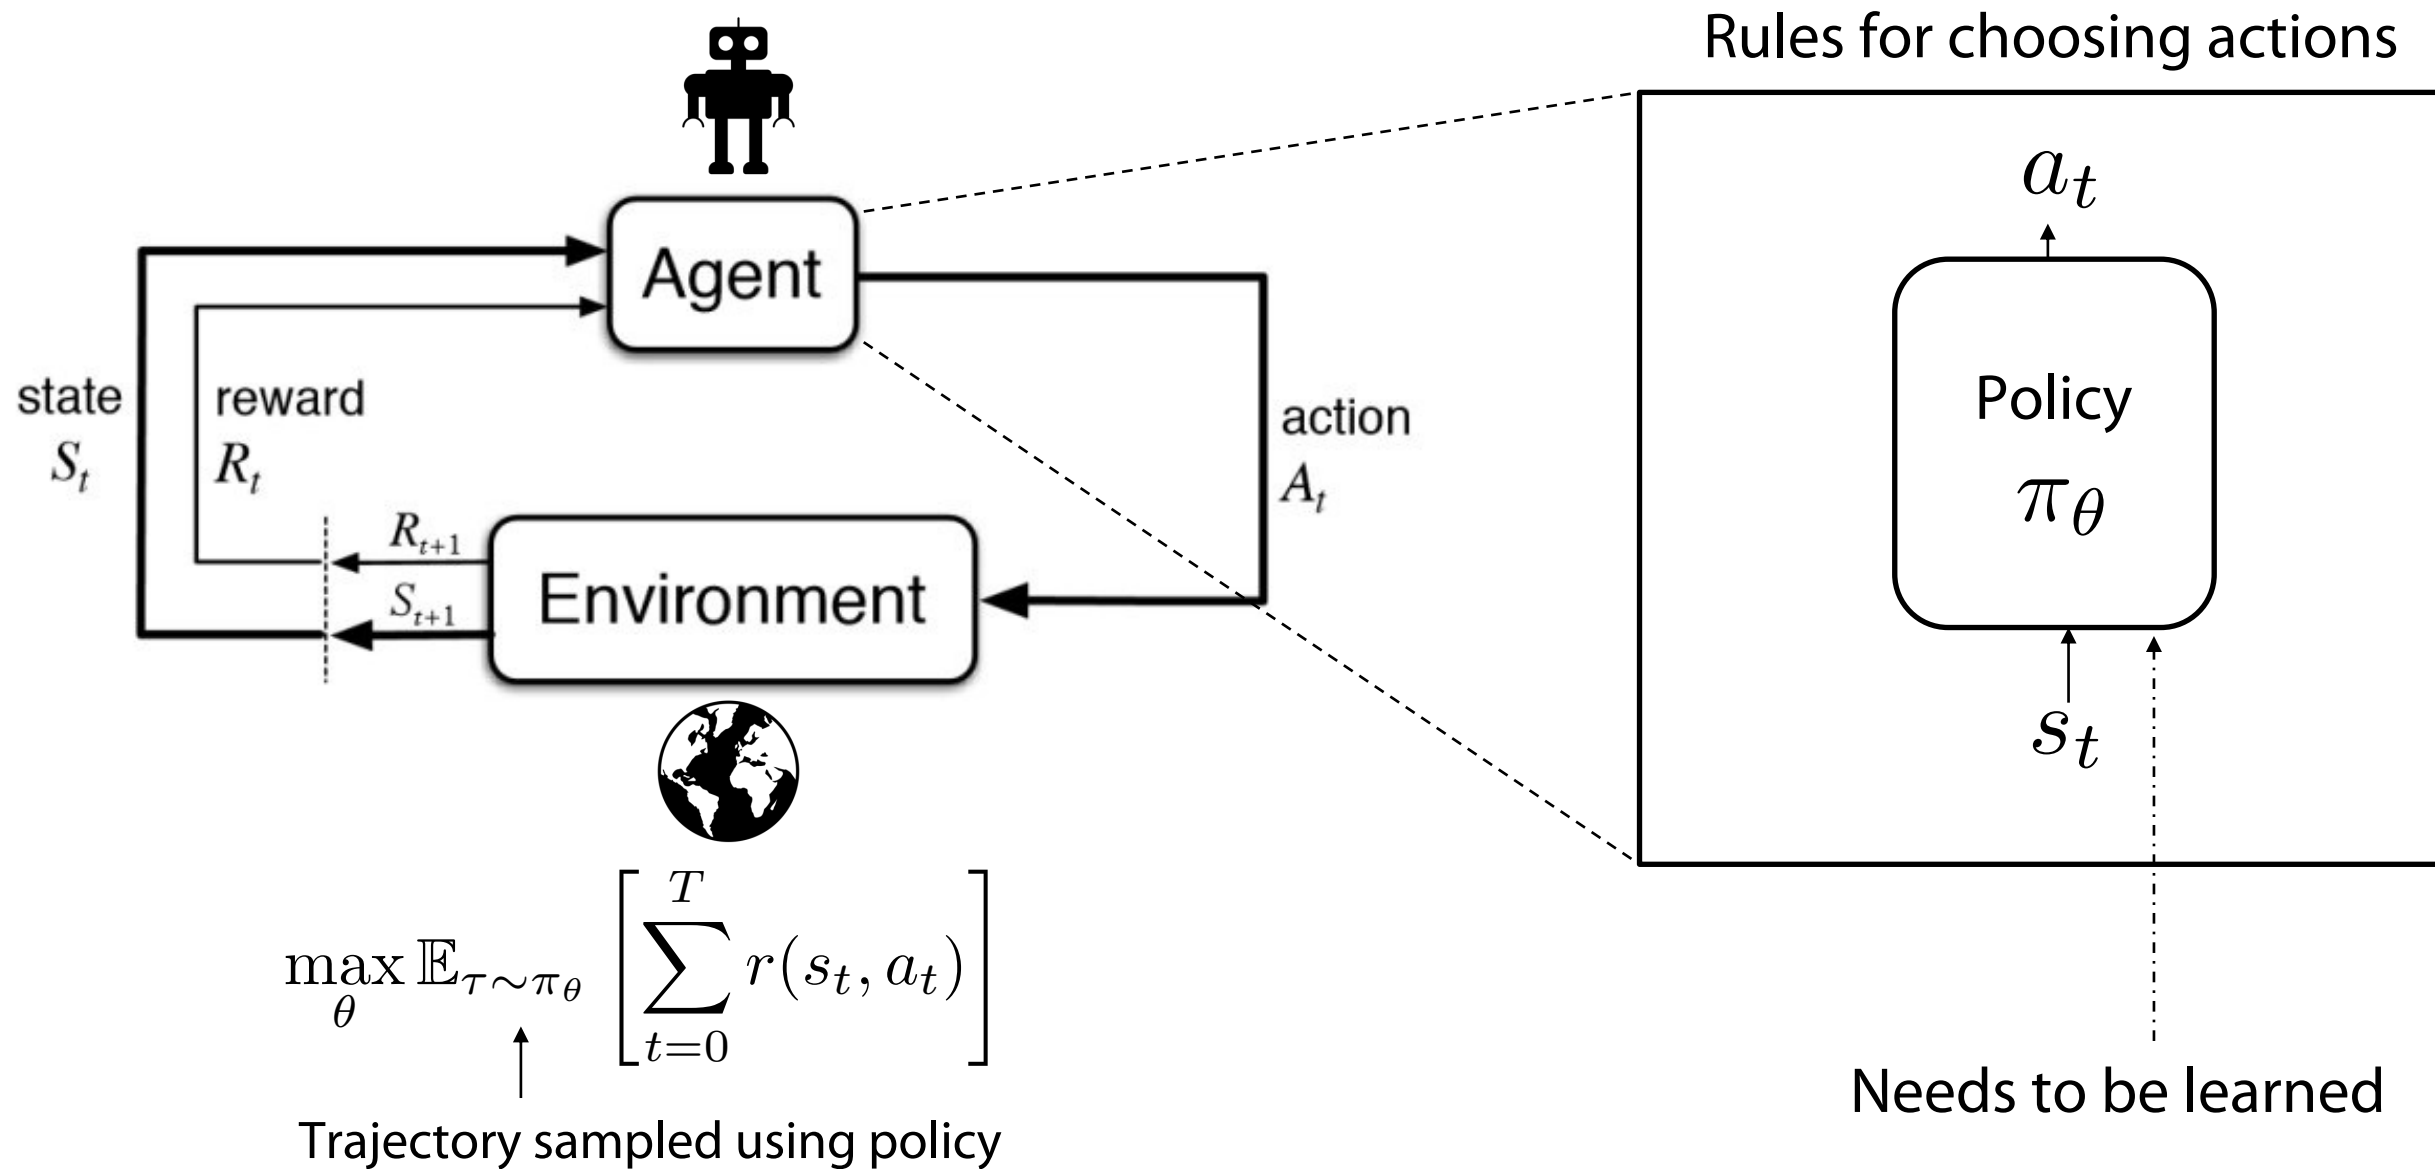 Rules for choosing actions
Agent
state
S_t
reward
R_t
action
A_t
R_{t+1}
S_{t+1}
Environment
a_t
Policy
π_θ
s_t
max_θ 𝔼_{τ∼π_θ} [∑_{t=0}^{T} r(s_t, a_t)]
Trajectory sampled using policy
Needs to be learned